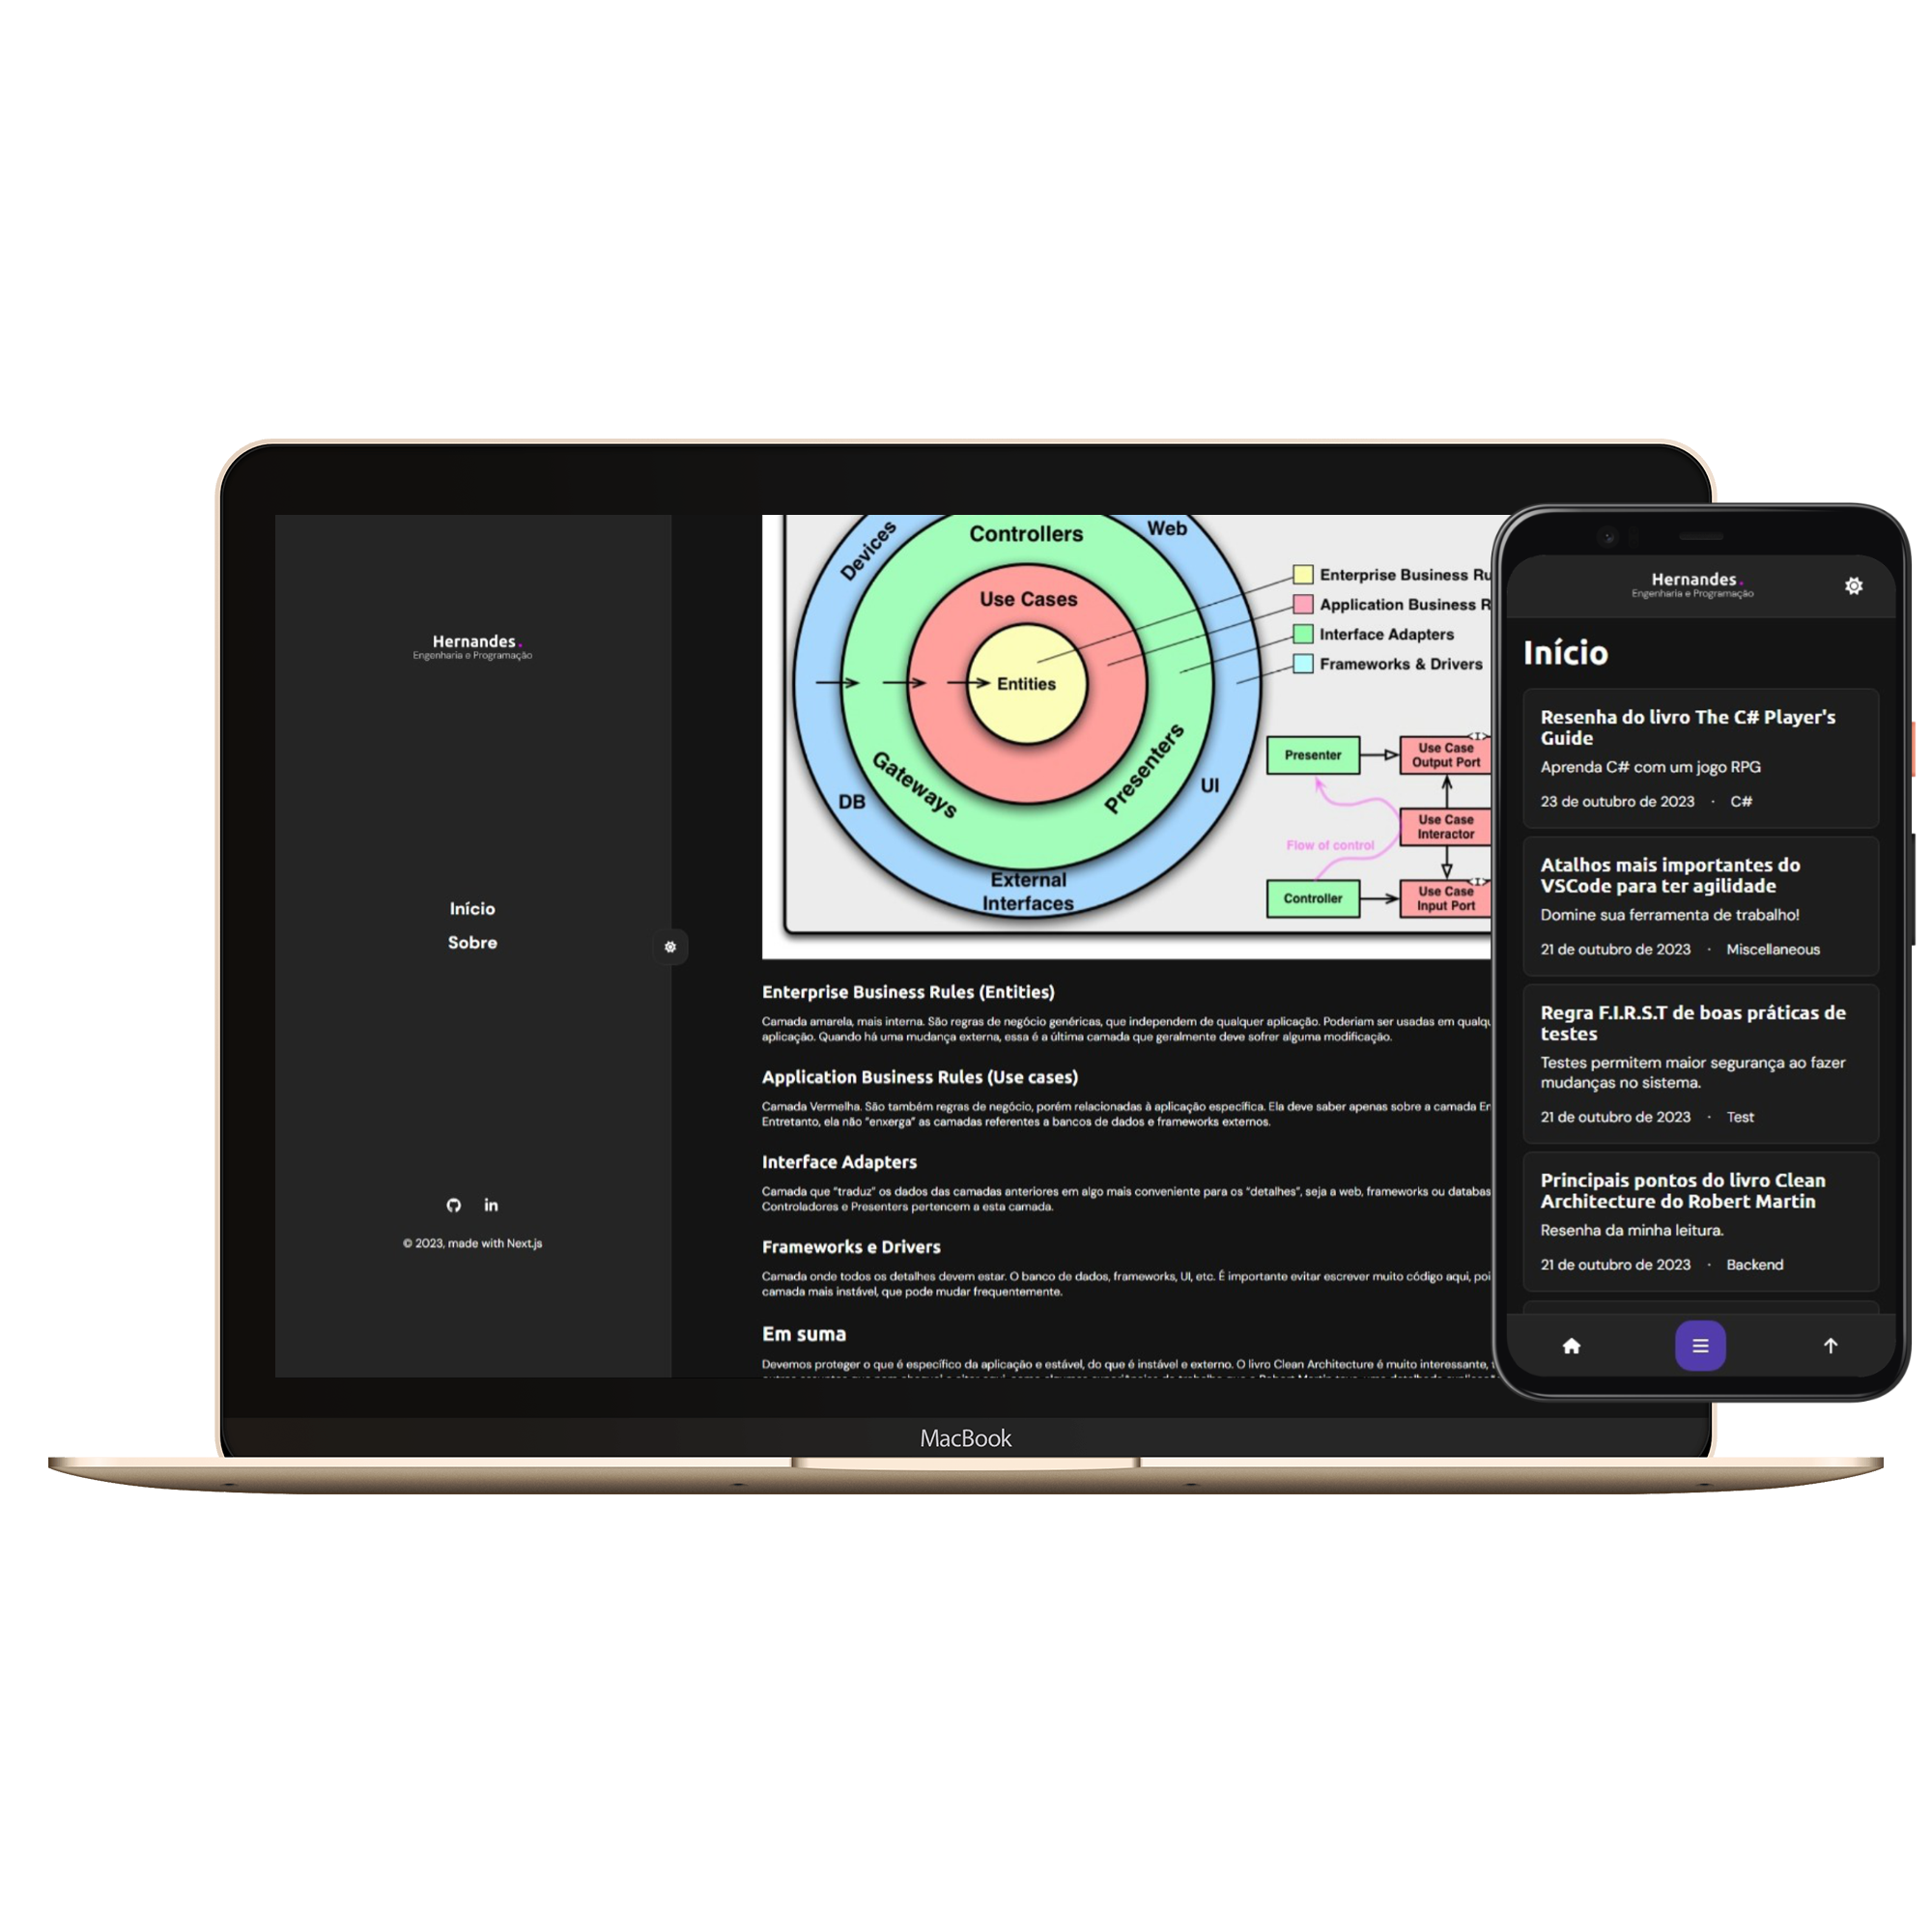 Hernandes.
Engenharia e Programação
Início
Sobre
© 2023, made with Next.js
Devices
Controllers
Web
Use Cases
Entities
Gateways
Presenters
DB
UI
External
Interfaces
Enterprise Business Ru
Application Business R
Interface Adapters
Frameworks & Drivers
Presenter
Use Case
Output Port
<I>
Flow of control
Use Case
Interactor
Controller
Use Case
Input Port
<I>
Enterprise Business Rules (Entities)
Camada amarela, mais interna. São regras de negócio genéricas, que independem de qualquer aplicação. Poderiam ser usadas em qualqu
aplicação. Quando há uma mudança externa, essa é a última camada que geralmente deve sofrer alguma modificação.
Application Business Rules (Use cases)
Camada Vermelha. São também regras de negócio, porém relacionadas à aplicação específica. Ela deve saber apenas sobre a camada En
Entretanto, ela não "enxerga" as camadas referentes a bancos de dados e frameworks externos.
Interface Adapters
Camada que "traduz" os dados das camadas anteriores em algo mais conveniente para os "detalhes", seja a web, frameworks ou databas
Controladores e Presenters pertencem a esta camada.
Frameworks e Drivers
Camada onde todos os detalhes devem estar. O banco de dados, frameworks, UI, etc. É importante evitar escrever muito código aqui, poi
camada mais instável, que pode mudar frequentemente.
Em suma
Devemos proteger o que é específico da aplicação e estável, do que é instável e externo. O livro Clean Architecture é muito interessante,
MacBook
Hernandes.
Engenharia e Programação
Início
Resenha do livro The C# Player's
Guide
Aprenda C# com um jogo RPG
23 de outubro de 2023 · C#
Atalhos mais importantes do
VSCode para ter agilidade
Domine sua ferramenta de trabalho!
21 de outubro de 2023 · Miscellaneous
Regra F.I.R.S.T de boas práticas de
testes
Testes permitem maior segurança ao fazer
mudanças no sistema.
21 de outubro de 2023 · Test
Principais pontos do livro Clean
Architecture do Robert Martin
Resenha da minha leitura.
21 de outubro de 2023 · Backend